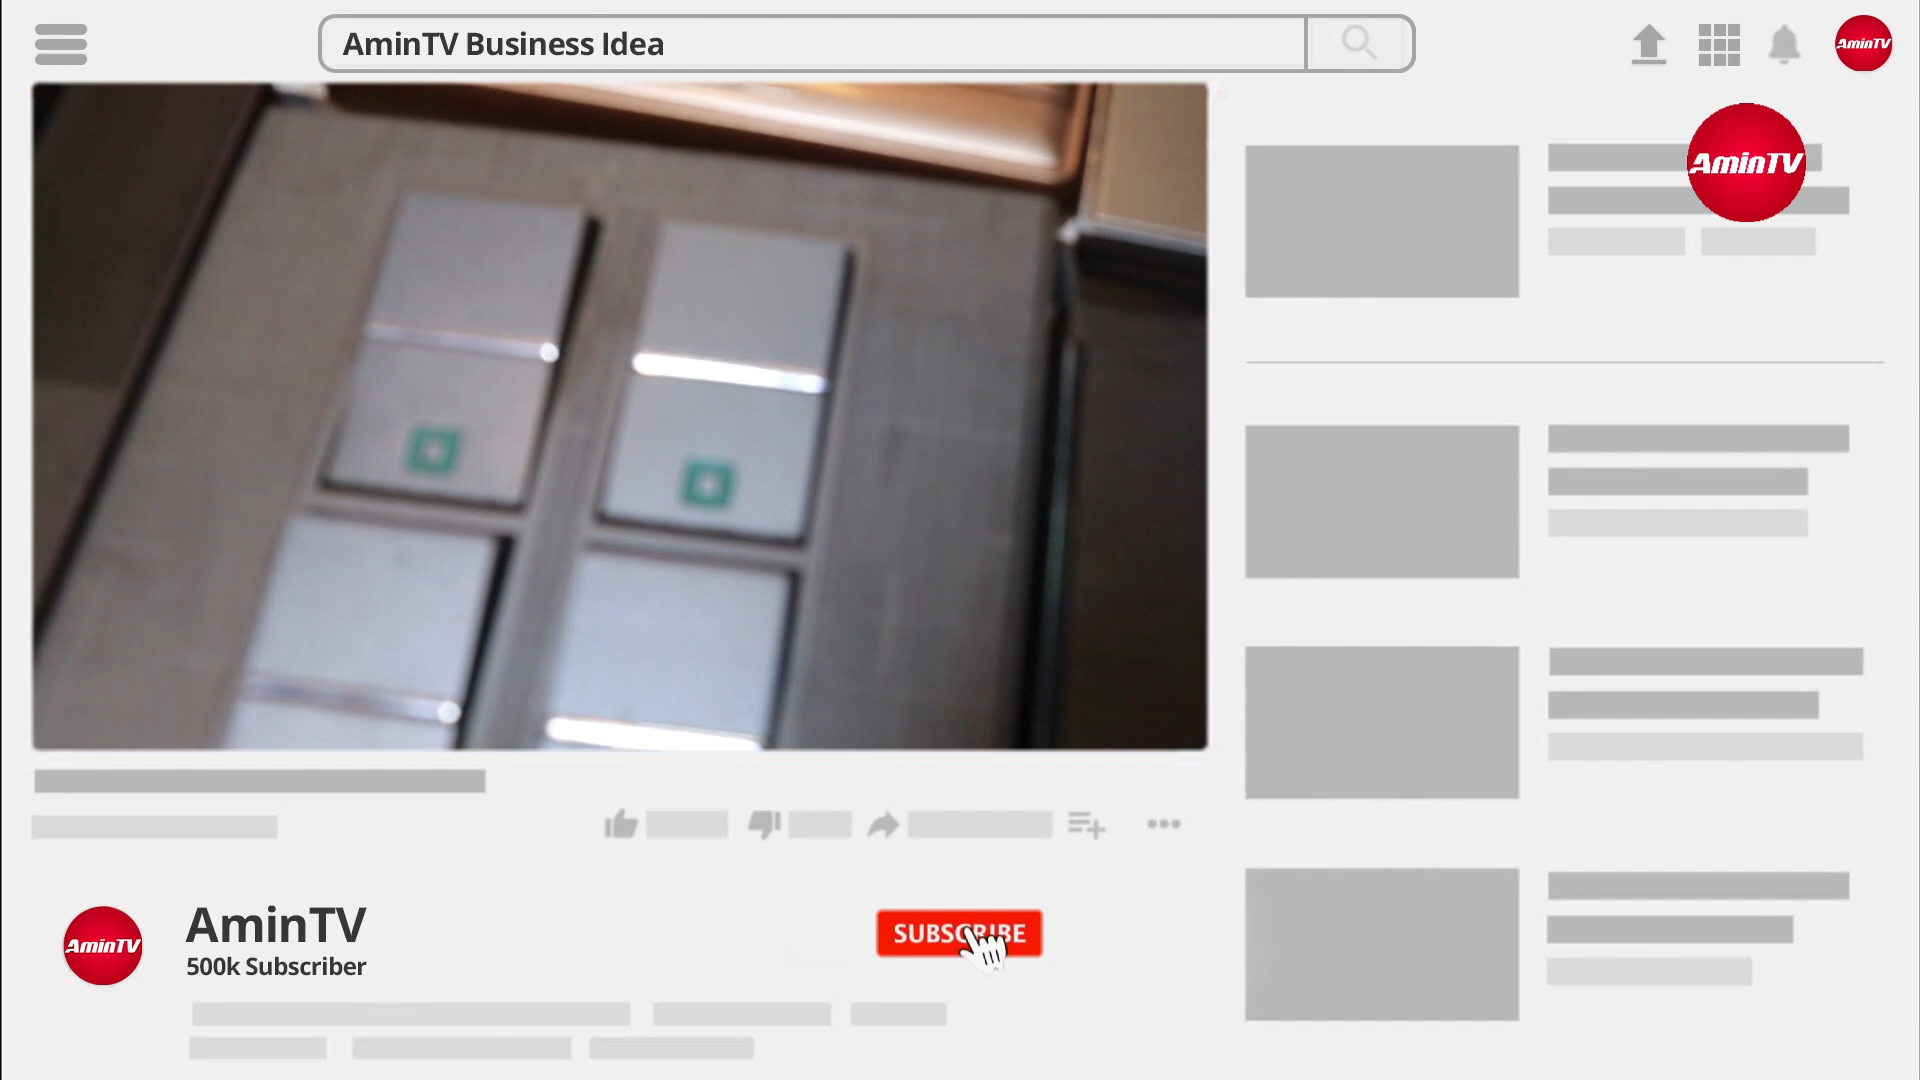 AminTV Business Idea
AminTV
AminTV
AminTV
AminTV
500k Subscriber
SUBSCRIBE